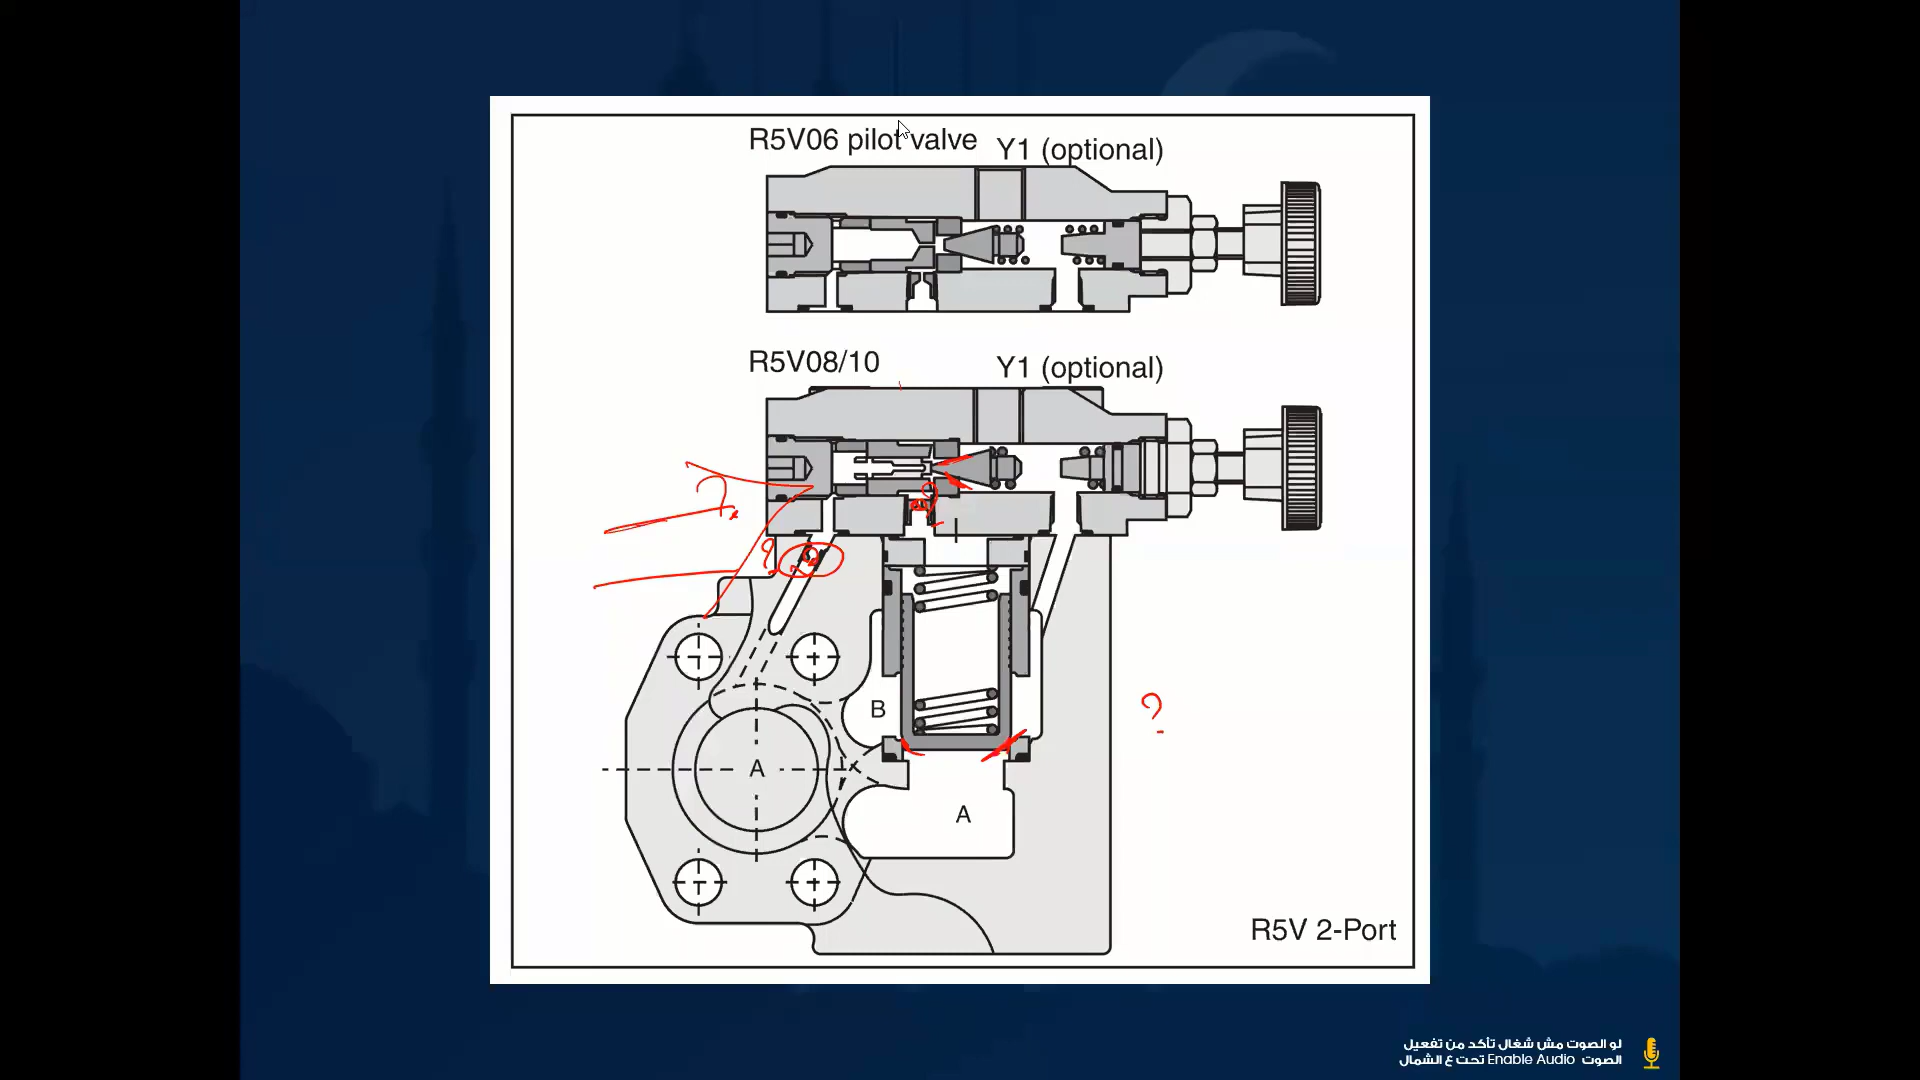 R5V06 pilot valve
Y1 (optional)
R5V08/10
Y1 (optional)
B
A
A
?
?
?
?
R5V 2-Port
لو الصوت مش شغال تأكد من تفعيل
الصوت Enable Audio تحت ع الشمال